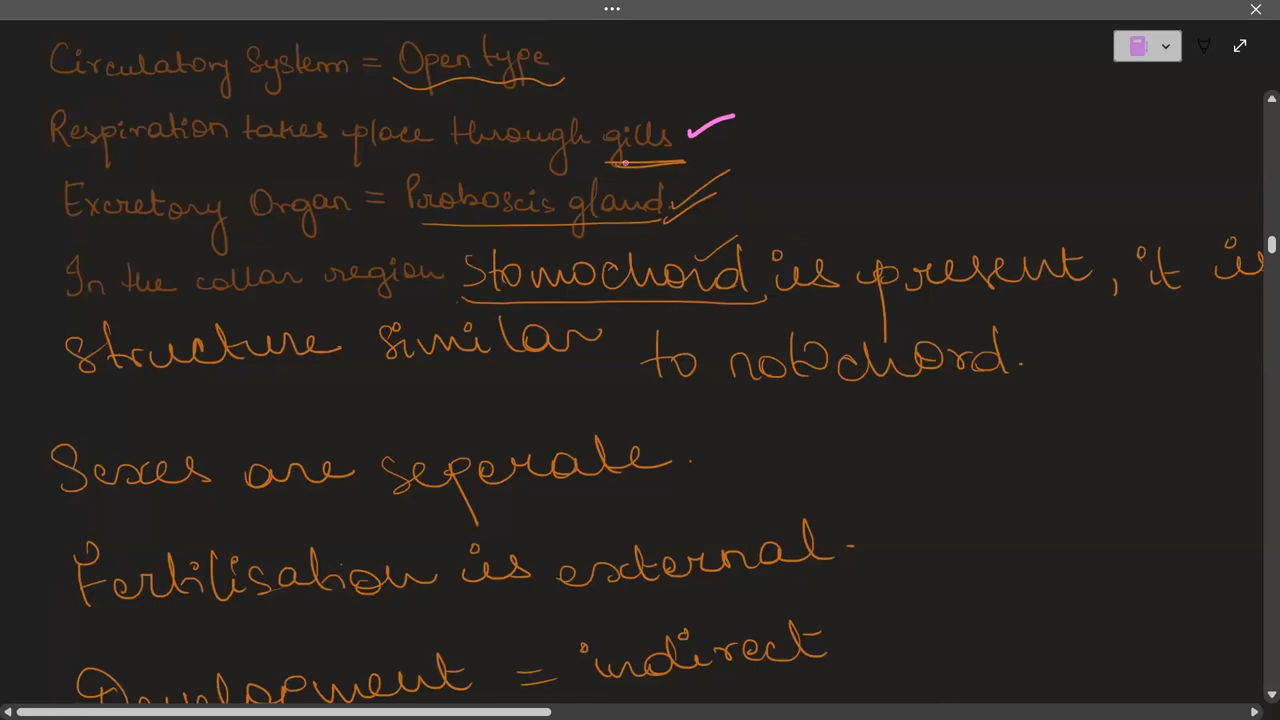 Circulatory System = Open type
Respiration takes place through gills
Excretory Organ = Proboscis gland
In the collar region Stomochord is present, it is
structure similar to notochord.
Sexes are seperate.
Fertilisation is external.
Development = indirect